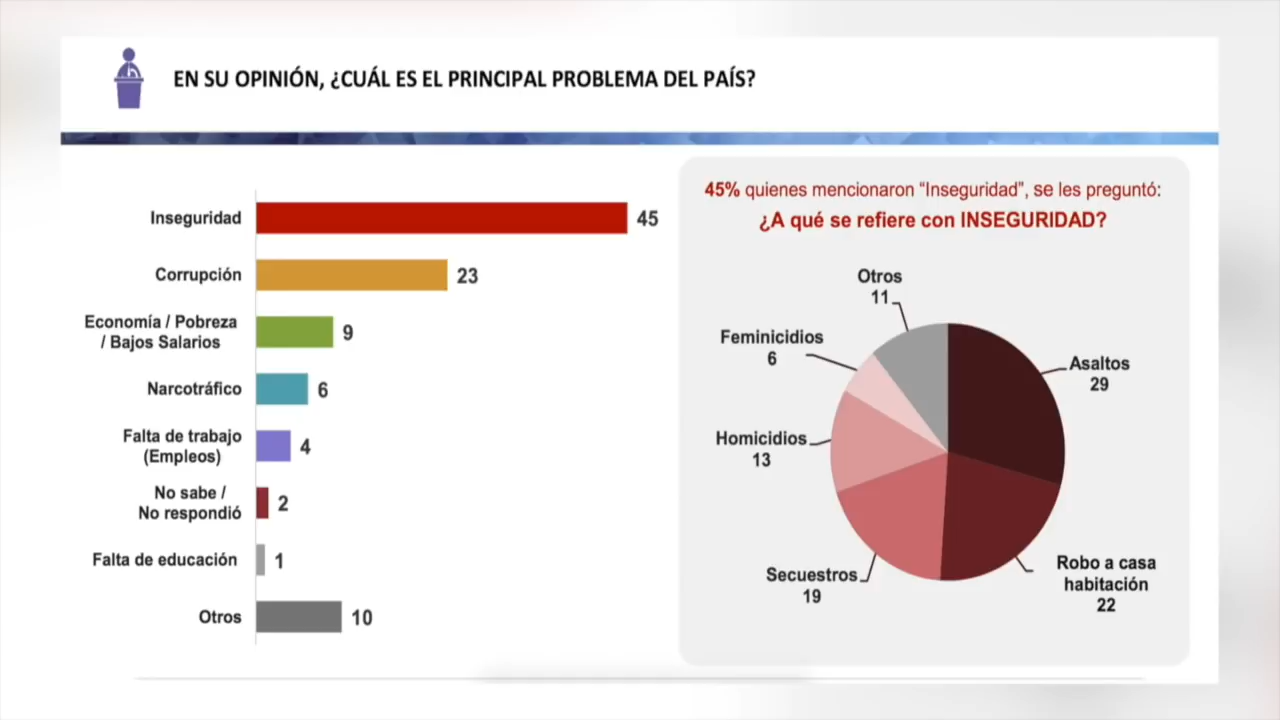 EN SU OPINIÓN, ¿CUÁL ES EL PRINCIPAL PROBLEMA DEL PAÍS?
Inseguridad 45
Corrupción 23
Economía / Pobreza
/ Bajos Salarios 9
Narcotráfico 6
Falta de trabajo
(Empleos) 4
No sabe /
No respondió 2
Falta de educación 1
Otros 10
45% quienes mencionaron “Inseguridad”, se les preguntó:
¿A qué se refiere con INSEGURIDAD?
Otros
11
Feminicidios
6
Asaltos
29
Homicidios
13
Secuestros
19
Robo a casa
habitación
22